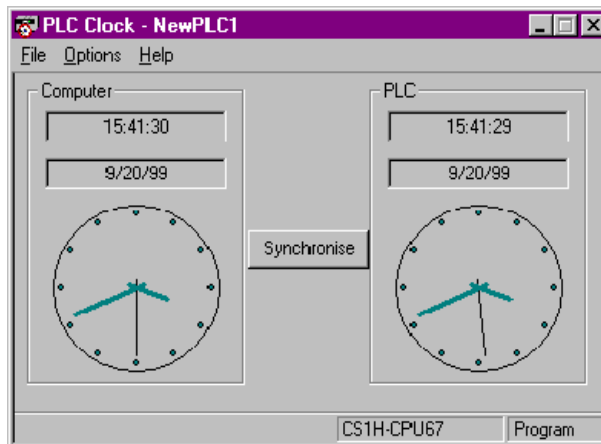 PLC Clock - NewPLC1
File Options Help
Computer
15:41:30
9/20/99
Synchronise
PLC
15:41:29
9/20/99
CS1H-CPU67 Program